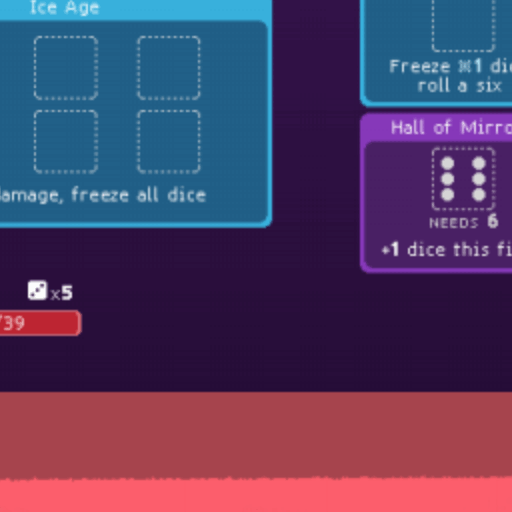 Ice Age
damage, freeze all dice
x5
/39
Freeze ⌘1 dic
roll a six
Hall of Mirro
NEEDS 6
+1 dice this fi